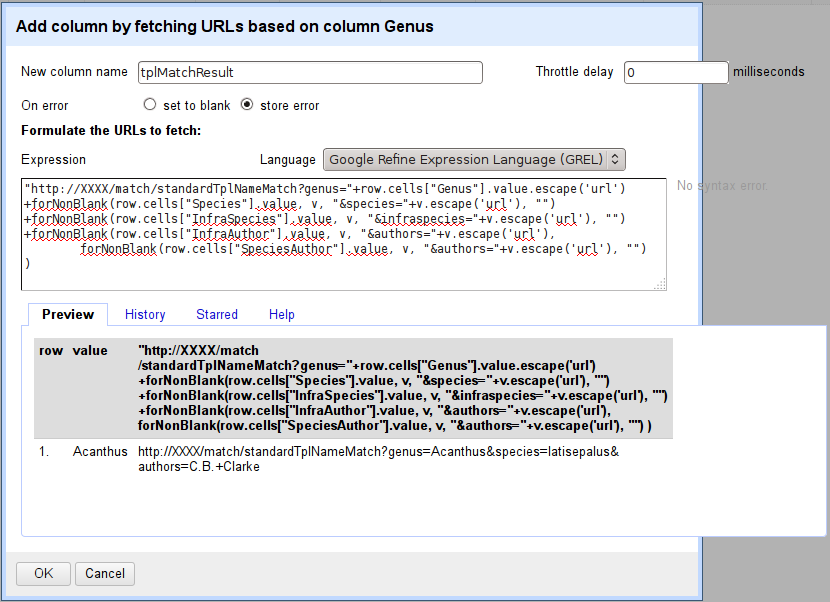 Add column by fetching URLs based on column Genus
New column name tplMatchResult Throttle delay 0 milliseconds
On error set to blank store error
Formulate the URLs to fetch:
Expression Language Google Refine Expression Language (GREL)
"http://XXXX/match/standardTplNameMatch?genus="+row.cells["Genus"].value.escape('url') No syntax error.
+forNonBlank(row.cells["Species"].value, v, "&species="+v.escape('url'), "")
+forNonBlank(row.cells["InfraSpecies"].value, v, "&infraspecies="+v.escape('url'), "")
+forNonBlank(row.cells["InfraAuthor"].value, v, "&authors="+v.escape('url'),
forNonBlank(row.cells["SpeciesAuthor"].value, v, "&authors="+v.escape('url'), "")
)
Preview History Starred Help
row value "http://XXXX/match
/standardTplNameMatch?genus="+row.cells["Genus"].value.escape('url')
+forNonBlank(row.cells["Species"].value, v, "&species="+v.escape('url'), "")
+forNonBlank(row.cells["InfraSpecies"].value, v, "&infraspecies="+v.escape('url'), "")
+forNonBlank(row.cells["InfraAuthor"].value, v, "&authors="+v.escape('url'),
forNonBlank(row.cells["SpeciesAuthor"].value, v, "&authors="+v.escape('url'), "") )
1. Acanthus http://XXXX/match/standardTplNameMatch?genus=Acanthus&species=latisepalus&
authors=C.B.+Clarke
OK Cancel